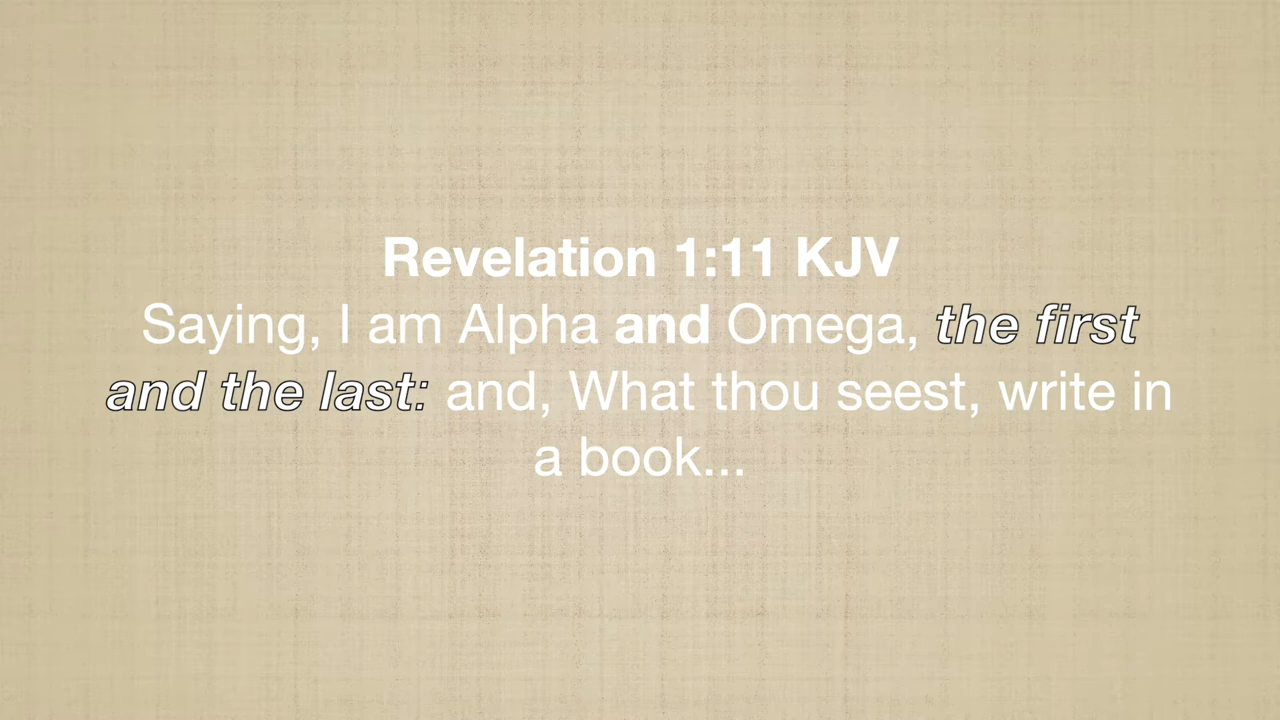 Revelation 1:11 KJV
Saying, I am Alpha and Omega, the first
and the last: and, What thou seest, write in
a book...